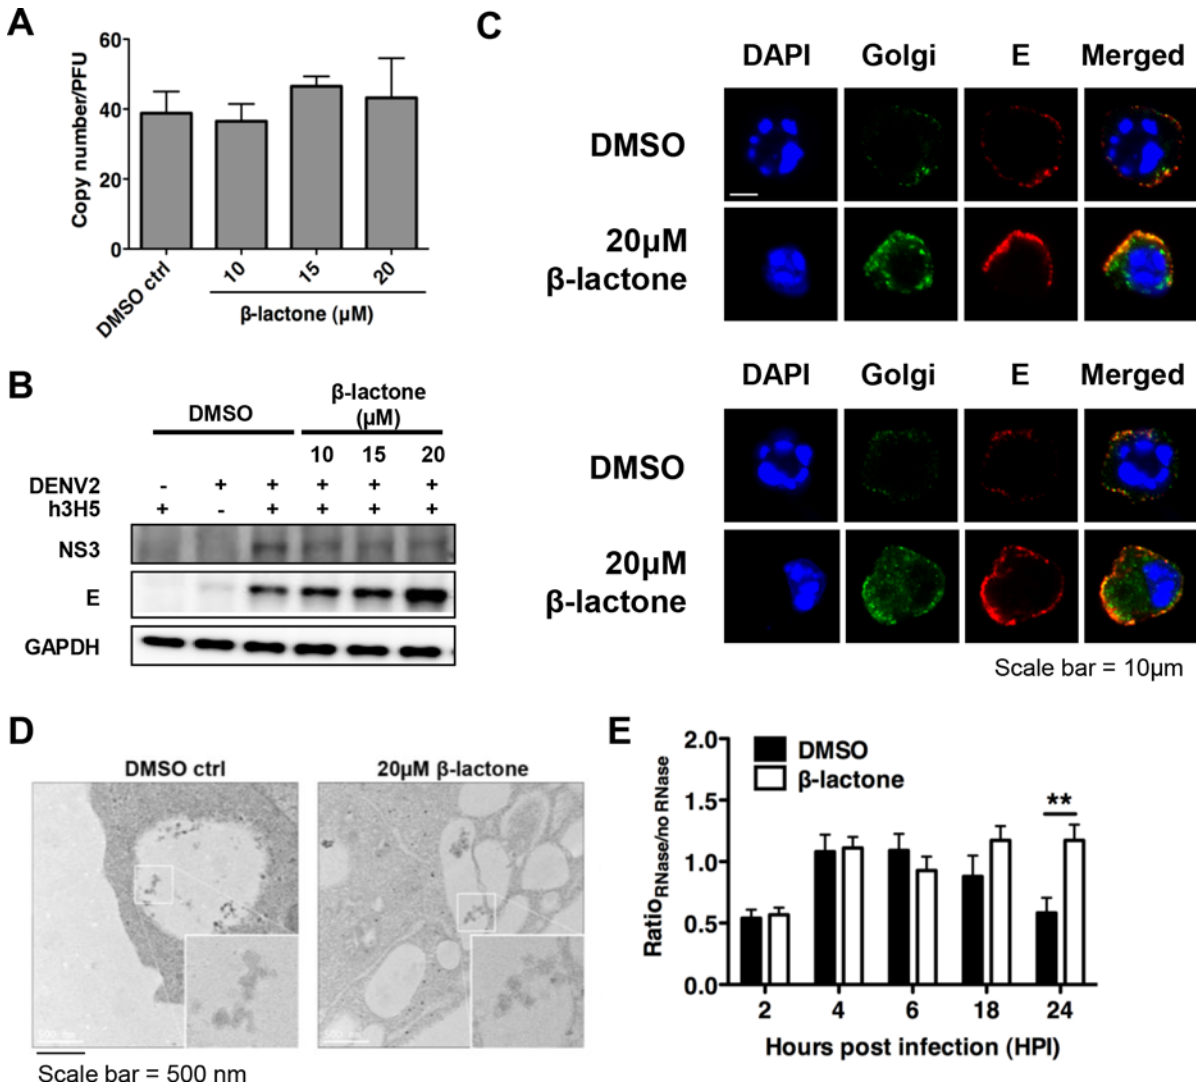 A
60
40
20
0
Copy number/PFU
DMSO ctrl
10
15
20
β-lactone (μM)
B
DMSO
β-lactone
(μM)
10 15 20
DENV2 - + + + + +
h3H5 + - + + + +
NS3
E
GAPDH
C
DAPI Golgi E Merged
DMSO
20μM
β-lactone
DAPI Golgi E Merged
DMSO
20μM
β-lactone
Scale bar = 10μm
D
DMSO ctrl
20μM β-lactone
Scale bar = 500 nm
E
2.0
1.5
1.0
0.5
0.0
Ratio RNase/no RNase
DMSO
β-lactone
**
2 4 6 18 24
Hours post infection (HPI)